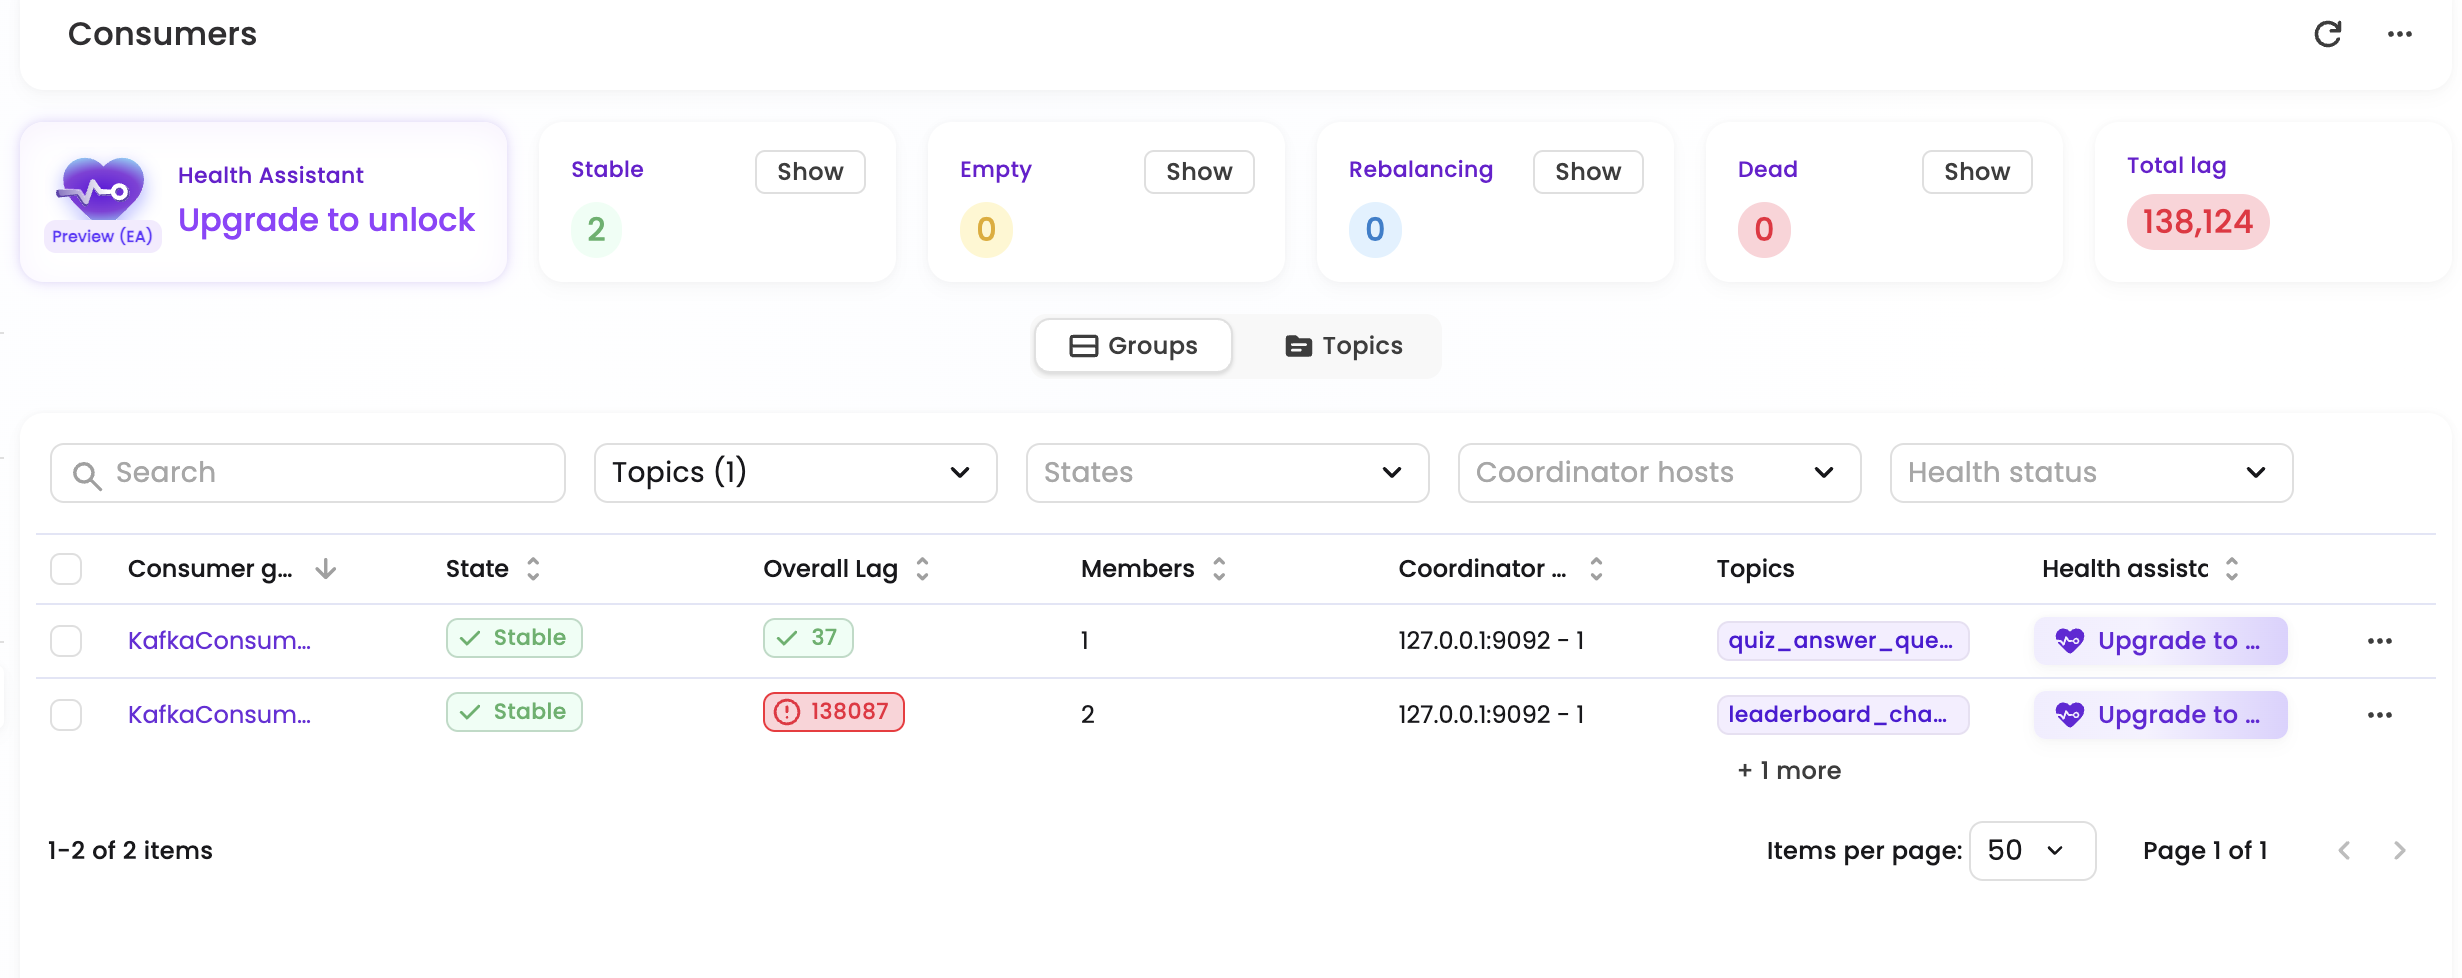 Consumers
Health Assistant
Upgrade to unlock
Preview (EA)
Stable
Show
2
Empty
Show
0
Rebalancing
Show
0
Dead
Show
0
Total lag
138,124
Groups
Topics
Search
Topics (1)
States
Coordinator hosts
Health status
Consumer g... State Overall Lag Members Coordinator ... Topics Health assista
KafkaConsum... Stable 37 1 127.0.0.1:9092 - 1 quiz_answer_que... Upgrade to ...
KafkaConsum... Stable 138087 2 127.0.0.1:9092 - 1 leaderboard_cha... Upgrade to ...
+ 1 more
1-2 of 2 items Items per page: 50 Page 1 of 1